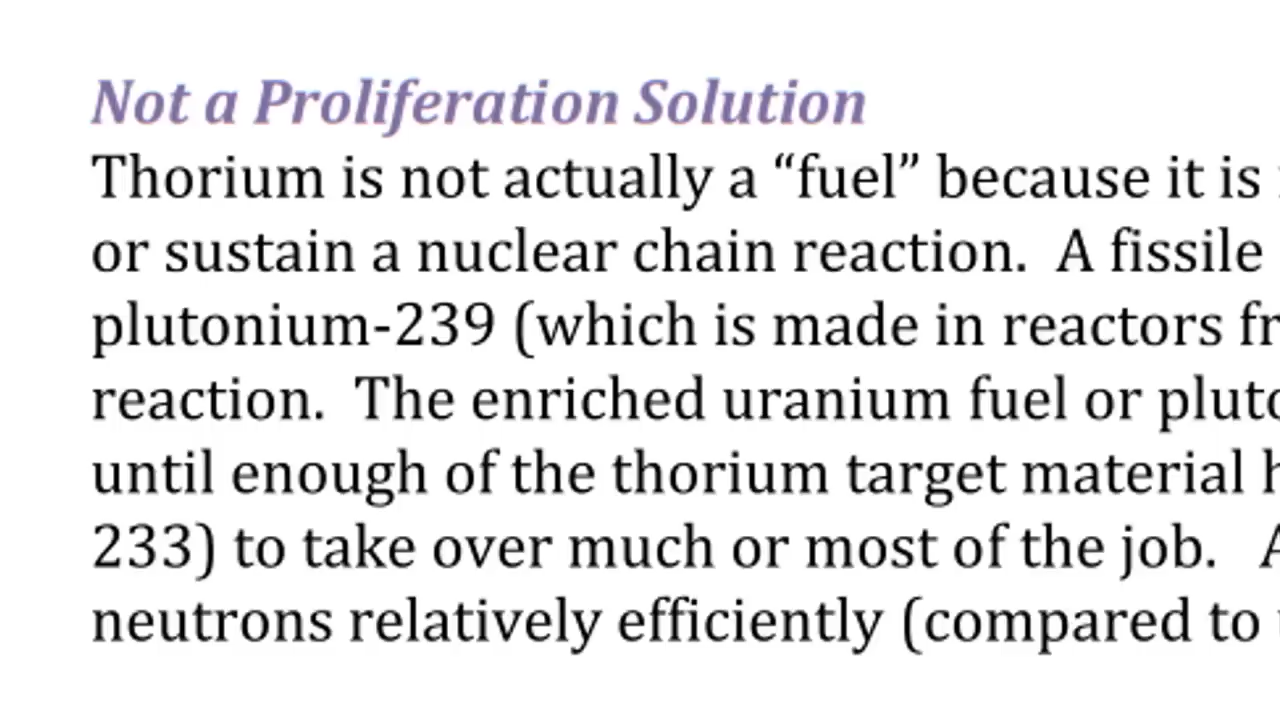 Not a Proliferation Solution
Thorium is not actually a “fuel” because it is
or sustain a nuclear chain reaction.  A fissile
plutonium-239 (which is made in reactors fr
reaction.  The enriched uranium fuel or pluto
until enough of the thorium target material h
233) to take over much or most of the job.   A
neutrons relatively efficiently (compared to